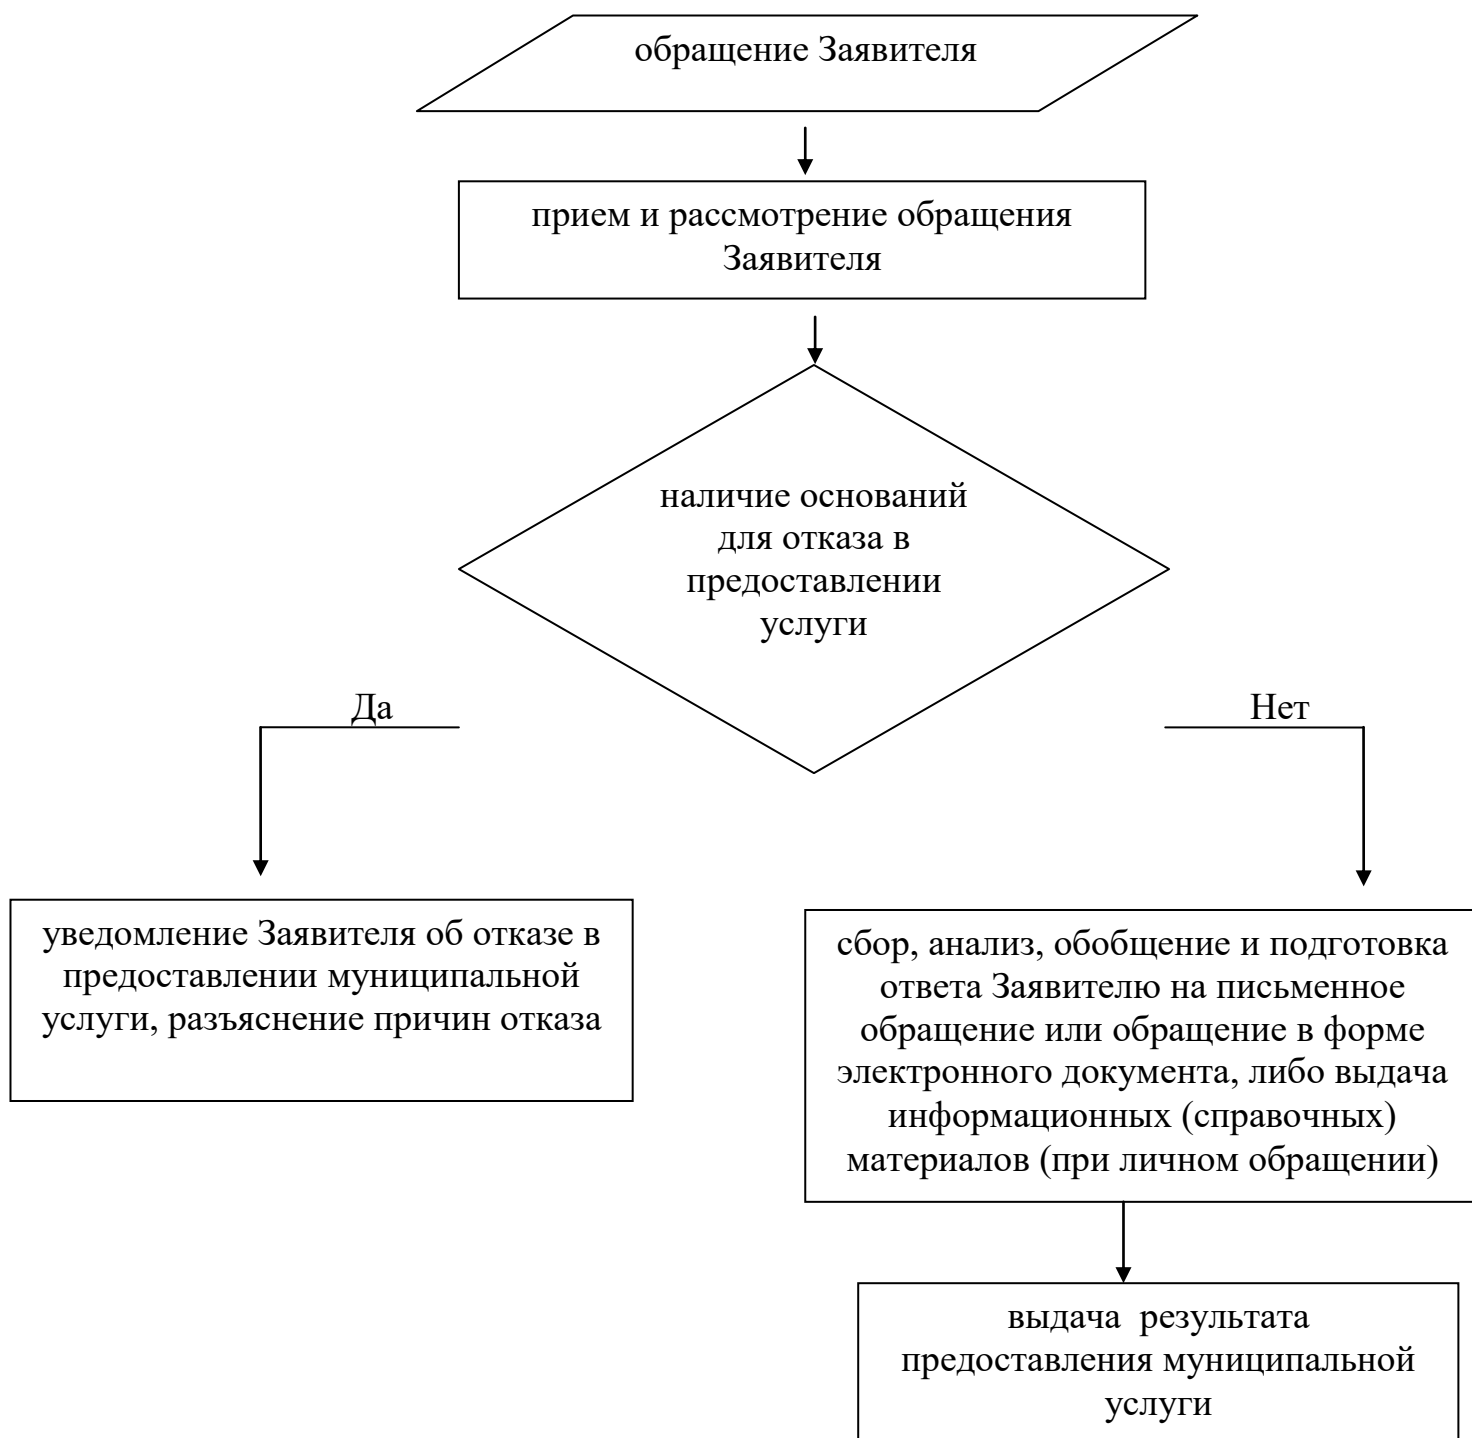 обращение Заявителя
прием и рассмотрение обращения
Заявителя
наличие оснований
для отказа в
предоставлении
услуги
Да
Нет
уведомление Заявителя об отказе в
предоставлении муниципальной
услуги, разъяснение причин отказа
сбор, анализ, обобщение и подготовка
ответа Заявителю на письменное
обращение или обращение в форме
электронного документа, либо выдача
информационных (справочных)
материалов (при личном обращении)
выдача  результата
предоставления муниципальной
услуги